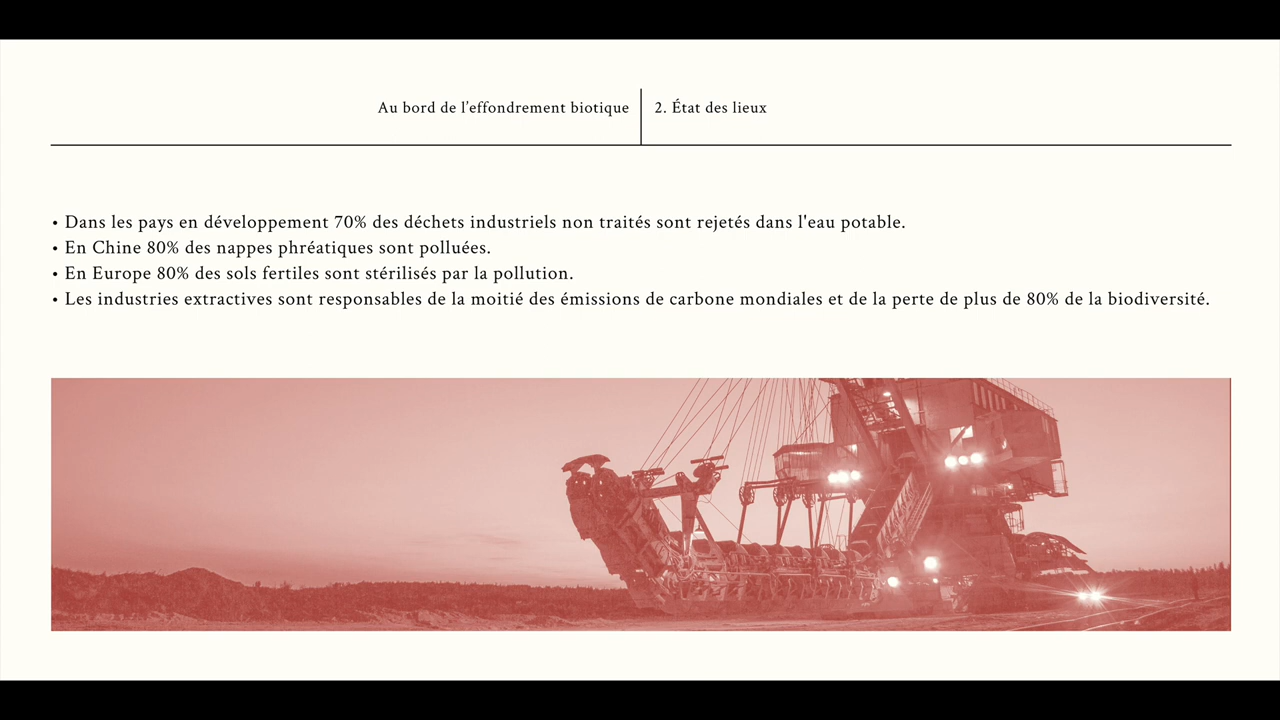 Au bord de l’effondrement biotique
2. État des lieux
• Dans les pays en développement 70% des déchets industriels non traités sont rejetés dans l'eau potable.
• En Chine 80% des nappes phréatiques sont polluées.
• En Europe 80% des sols fertiles sont stérilisés par la pollution.
• Les industries extractives sont responsables de la moitié des émissions de carbone mondiales et de la perte de plus de 80% de la biodiversité.